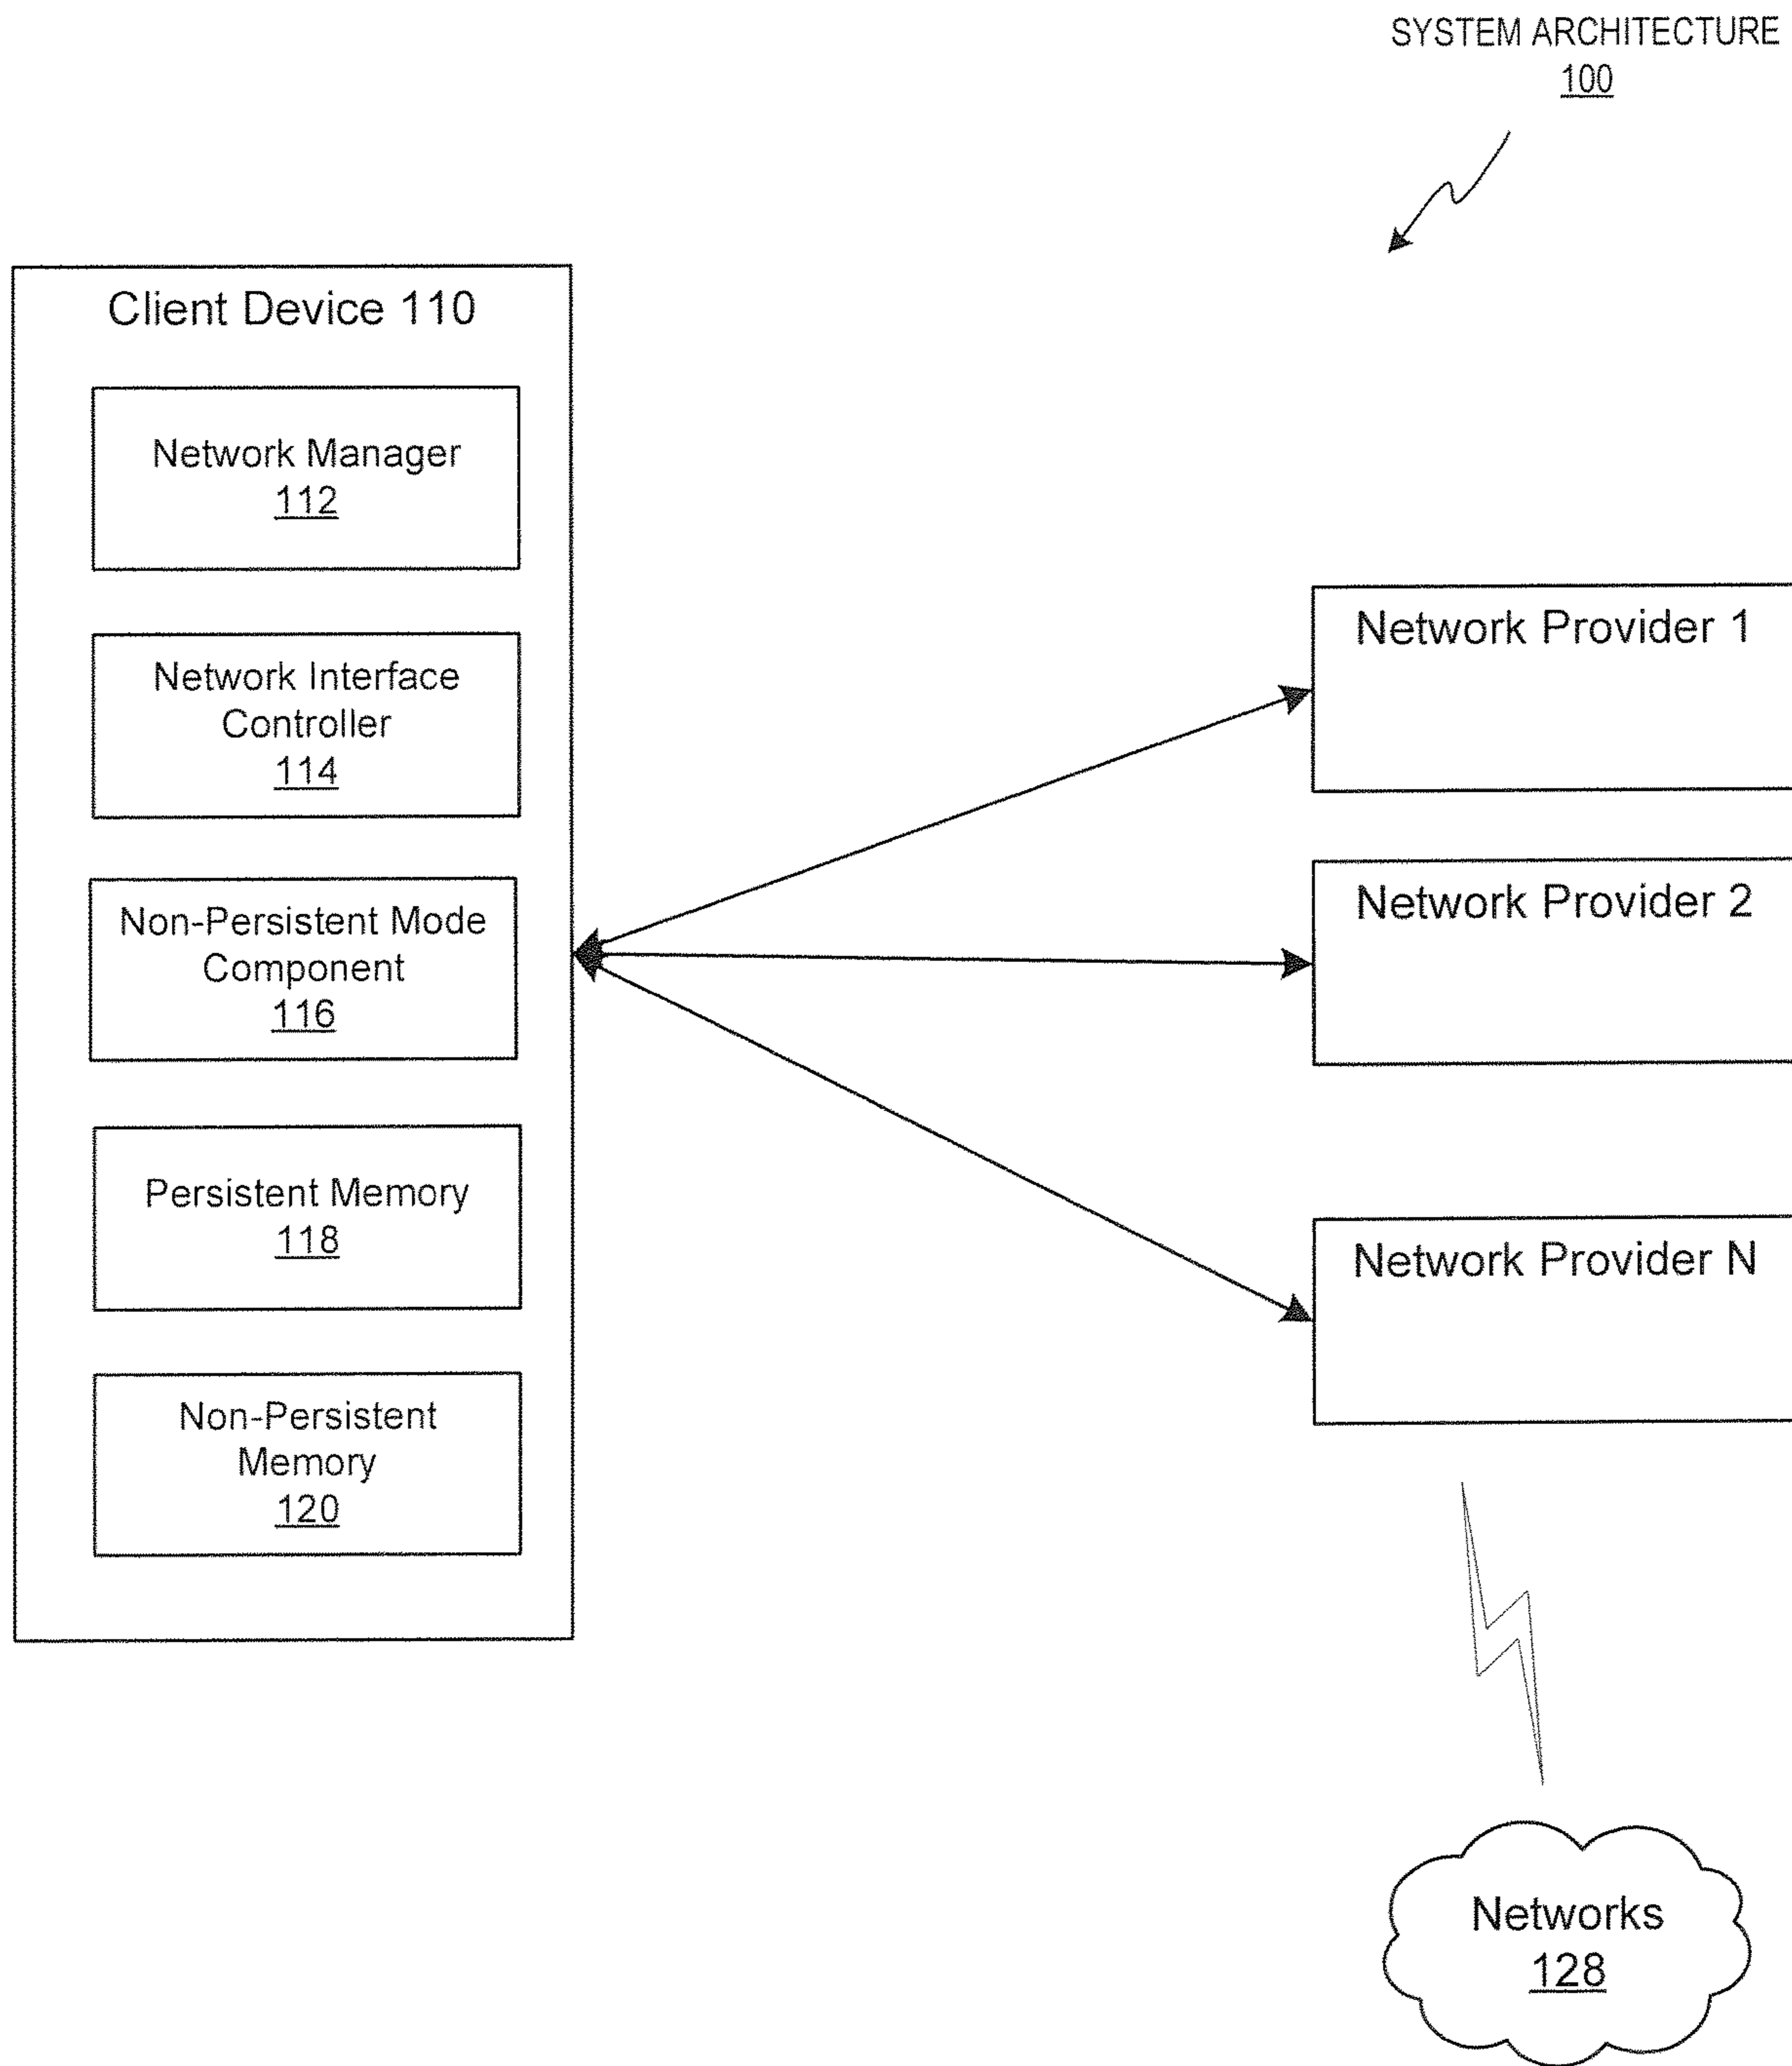 SYSTEM ARCHITECTURE
100
Client Device 110
Network Manager
112
Network Interface
Controller
114
Non-Persistent Mode
Component
116
Persistent Memory
118
Non-Persistent
Memory
120
Network Provider 1
Network Provider 2
Network Provider N
Networks
128